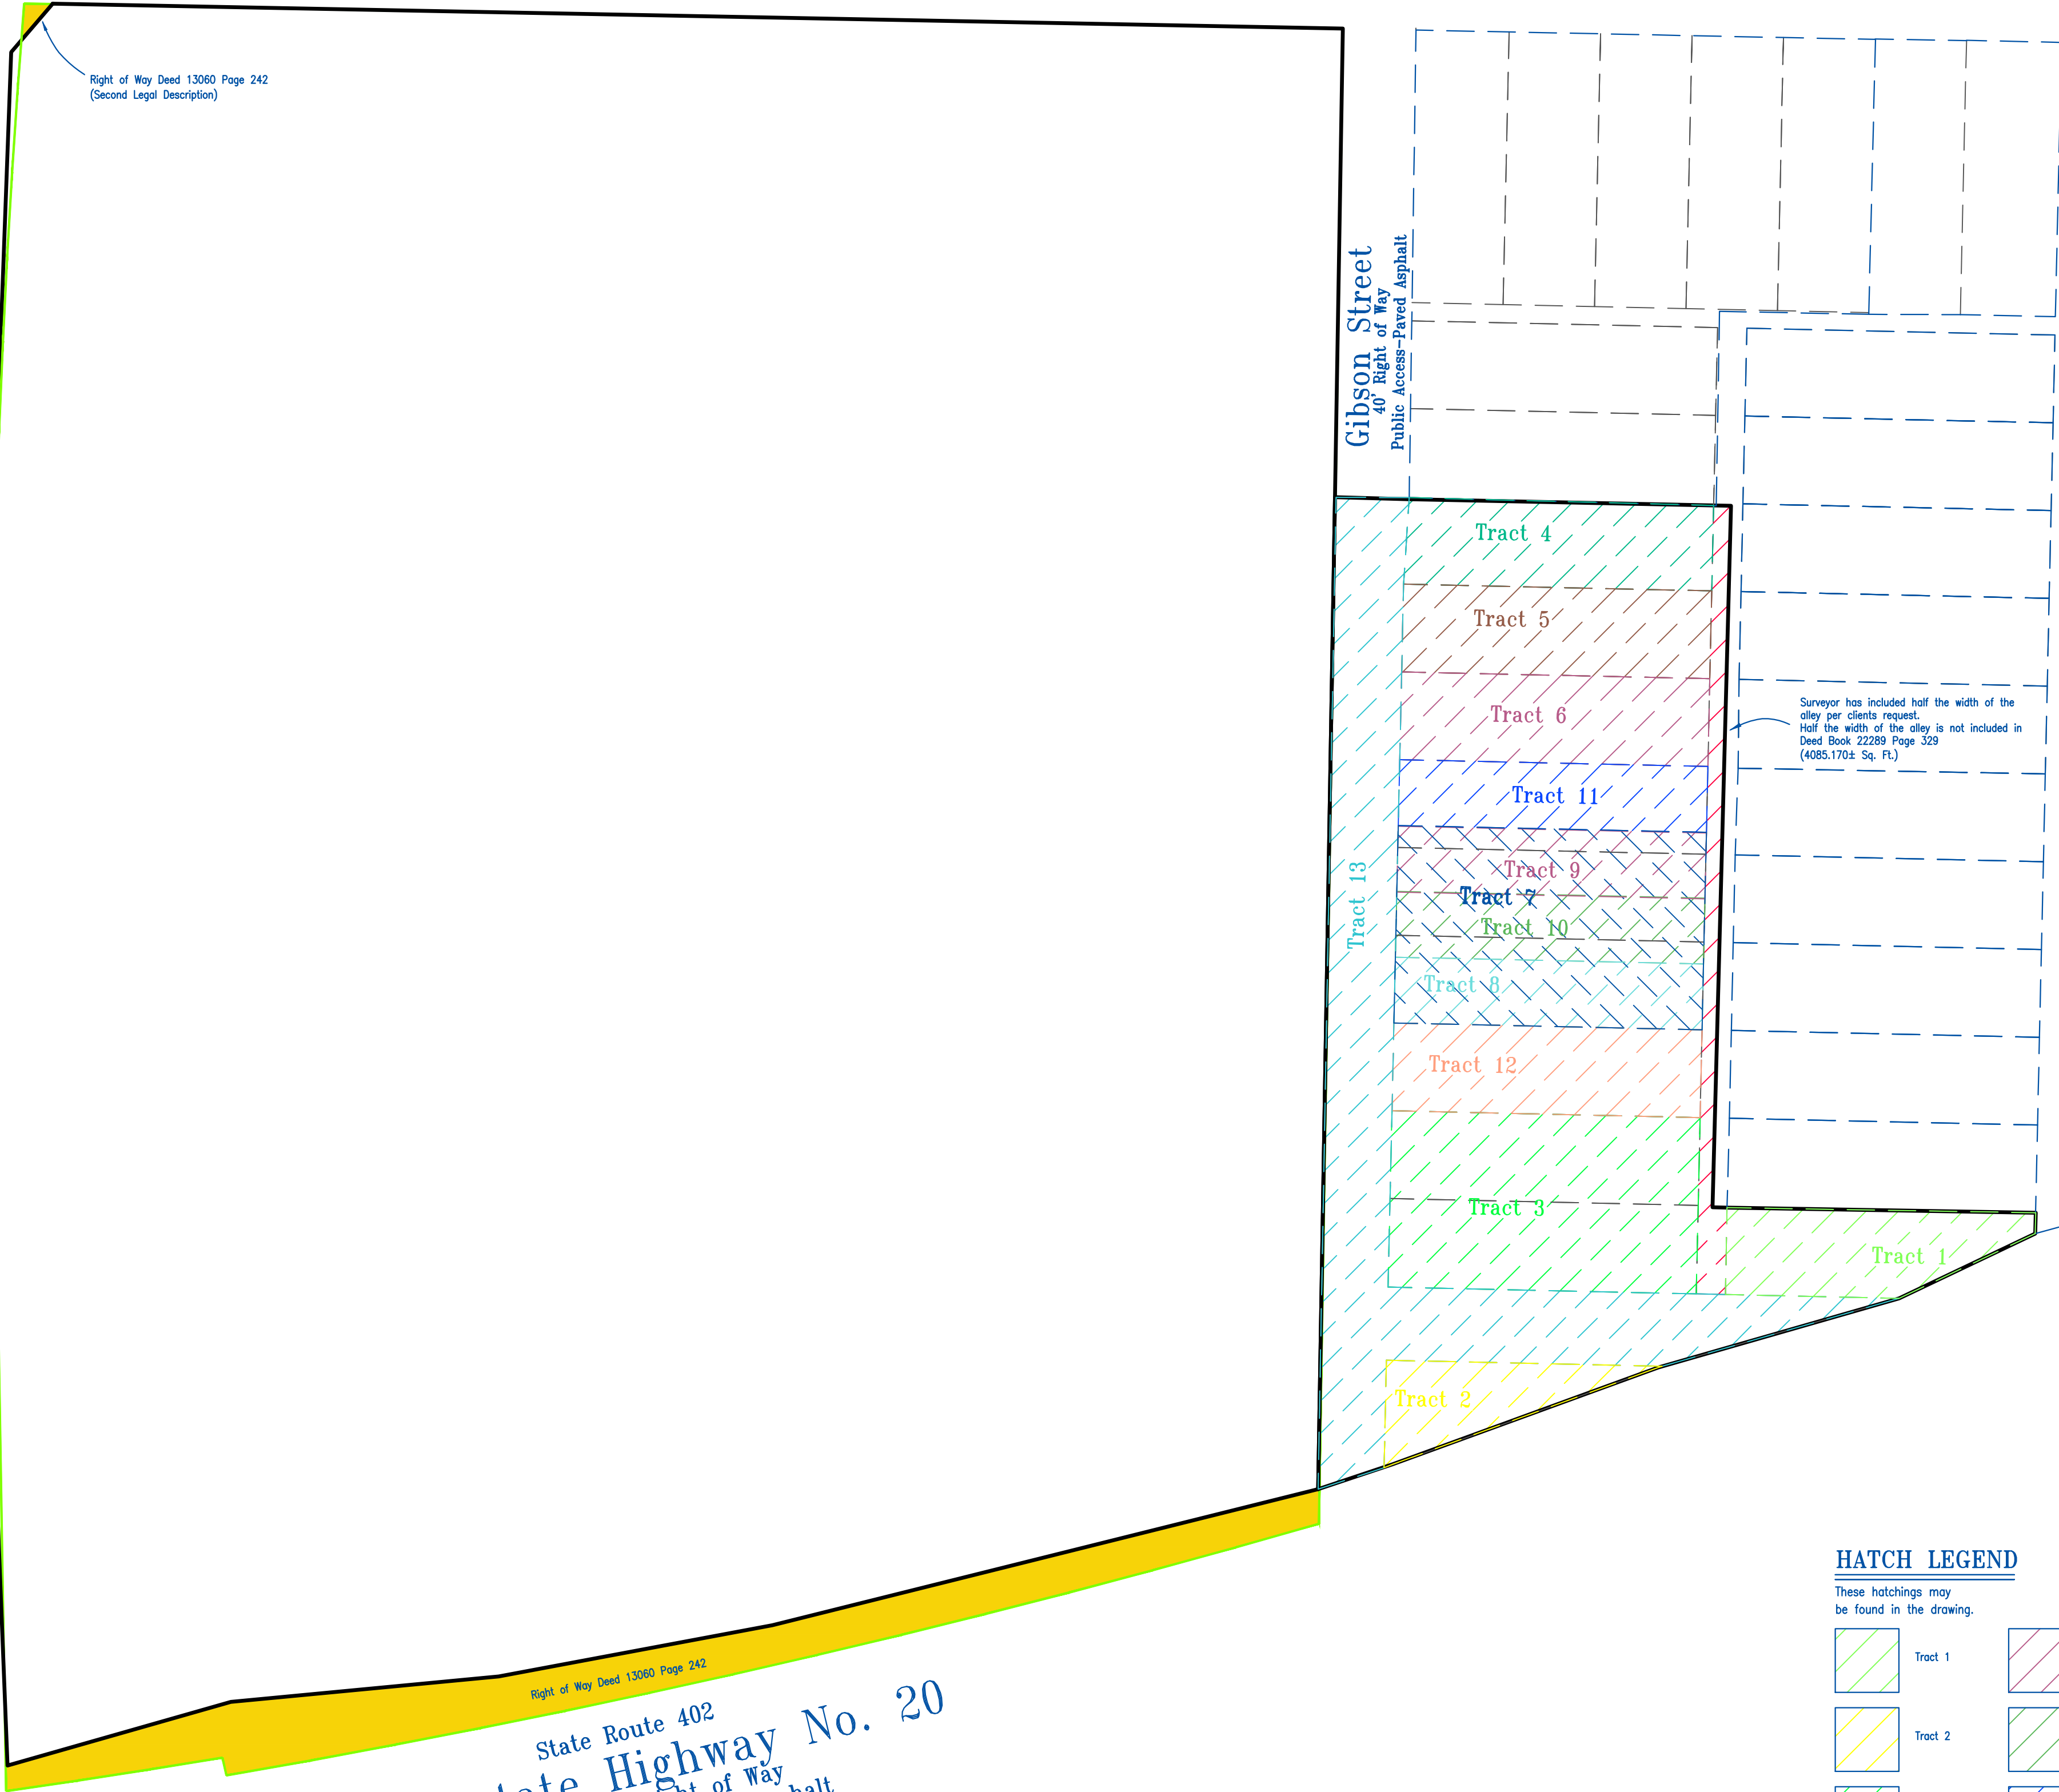 Right of Way Deed 13060 Page 242
(Second Legal Description)
Gibson Street
40' Right of Way
Public Access-Paved Asphalt
Tract 4
Tract 5
Tract 6
Surveyor has included half the width of the
alley per clients request.
Half the width of the alley is not included in
Deed Book 22289 Page 329
(4085.170± Sq. Ft.)
Tract 11
Tract 9
Tract 7
Tract 13
Tract 10
Tract 8
Tract 12
Tract 3
Tract 1
Tract 2
Right of Way Deed 13060 Page 242
State Route 402
Highway No. 20
of Way
HATCH LEGEND
These hatchings may
be found in the drawing.
Tract 1
Tract 2